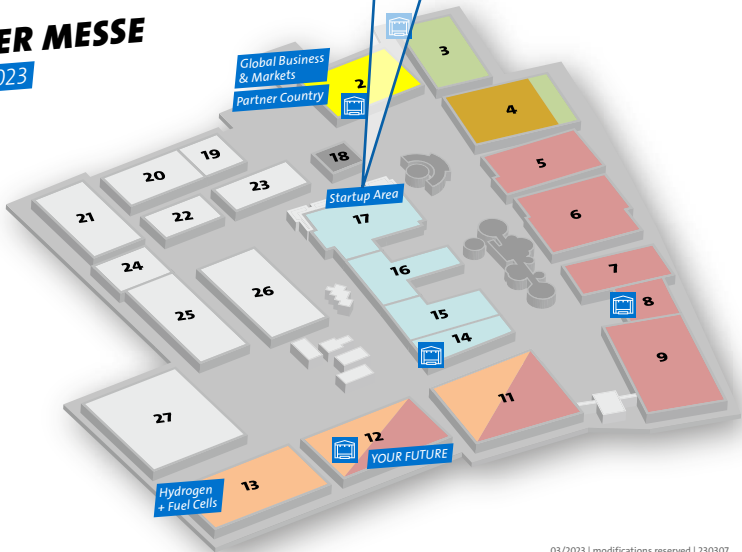 ER MESSE
023
Global Business
& Markets
Partner Country
2
3
4
5
6
7
8
9
11
12
YOUR FUTURE
13
Hydrogen
+ Fuel Cells
14
15
16
17
Startup Area
18
19
20
21
22
23
24
25
26
27
03/2023 | modifications reserved | 230307